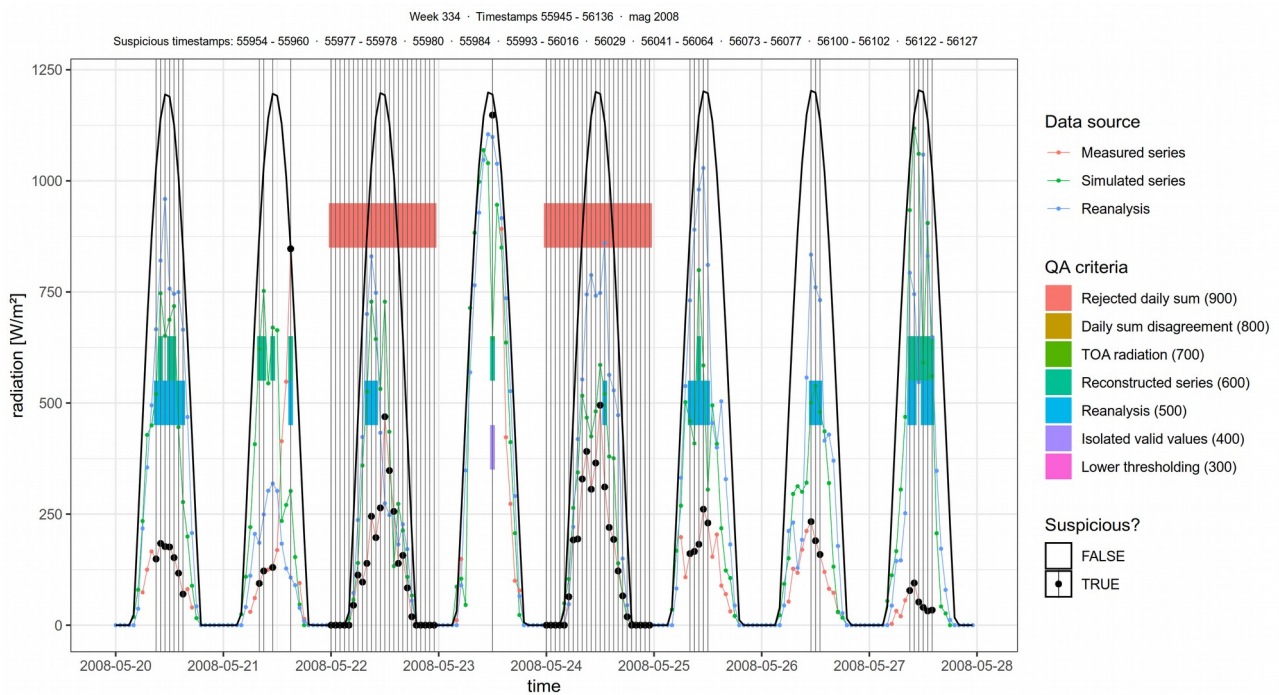 Week 334 · Timestamps 55945 - 56136 · mag 2008
Suspicious timestamps: 55954 - 55960 · 55977 - 55978 · 55980 · 55984 · 55993 - 56016 · 56029 · 56041 - 56064 · 56073 - 56077 · 56100 - 56102 · 56122 - 56127
1250
1000
750
500
250
0
radiation [W/m²]
2008-05-20 2008-05-21 2008-05-22 2008-05-23 2008-05-24 2008-05-25 2008-05-26 2008-05-27 2008-05-28
time
Data source
Measured series
Simulated series
Reanalysis
QA criteria
Rejected daily sum (900)
Daily sum disagreement (800)
TOA radiation (700)
Reconstructed series (600)
Reanalysis (500)
Isolated valid values (400)
Lower thresholding (300)
Suspicious?
FALSE
TRUE